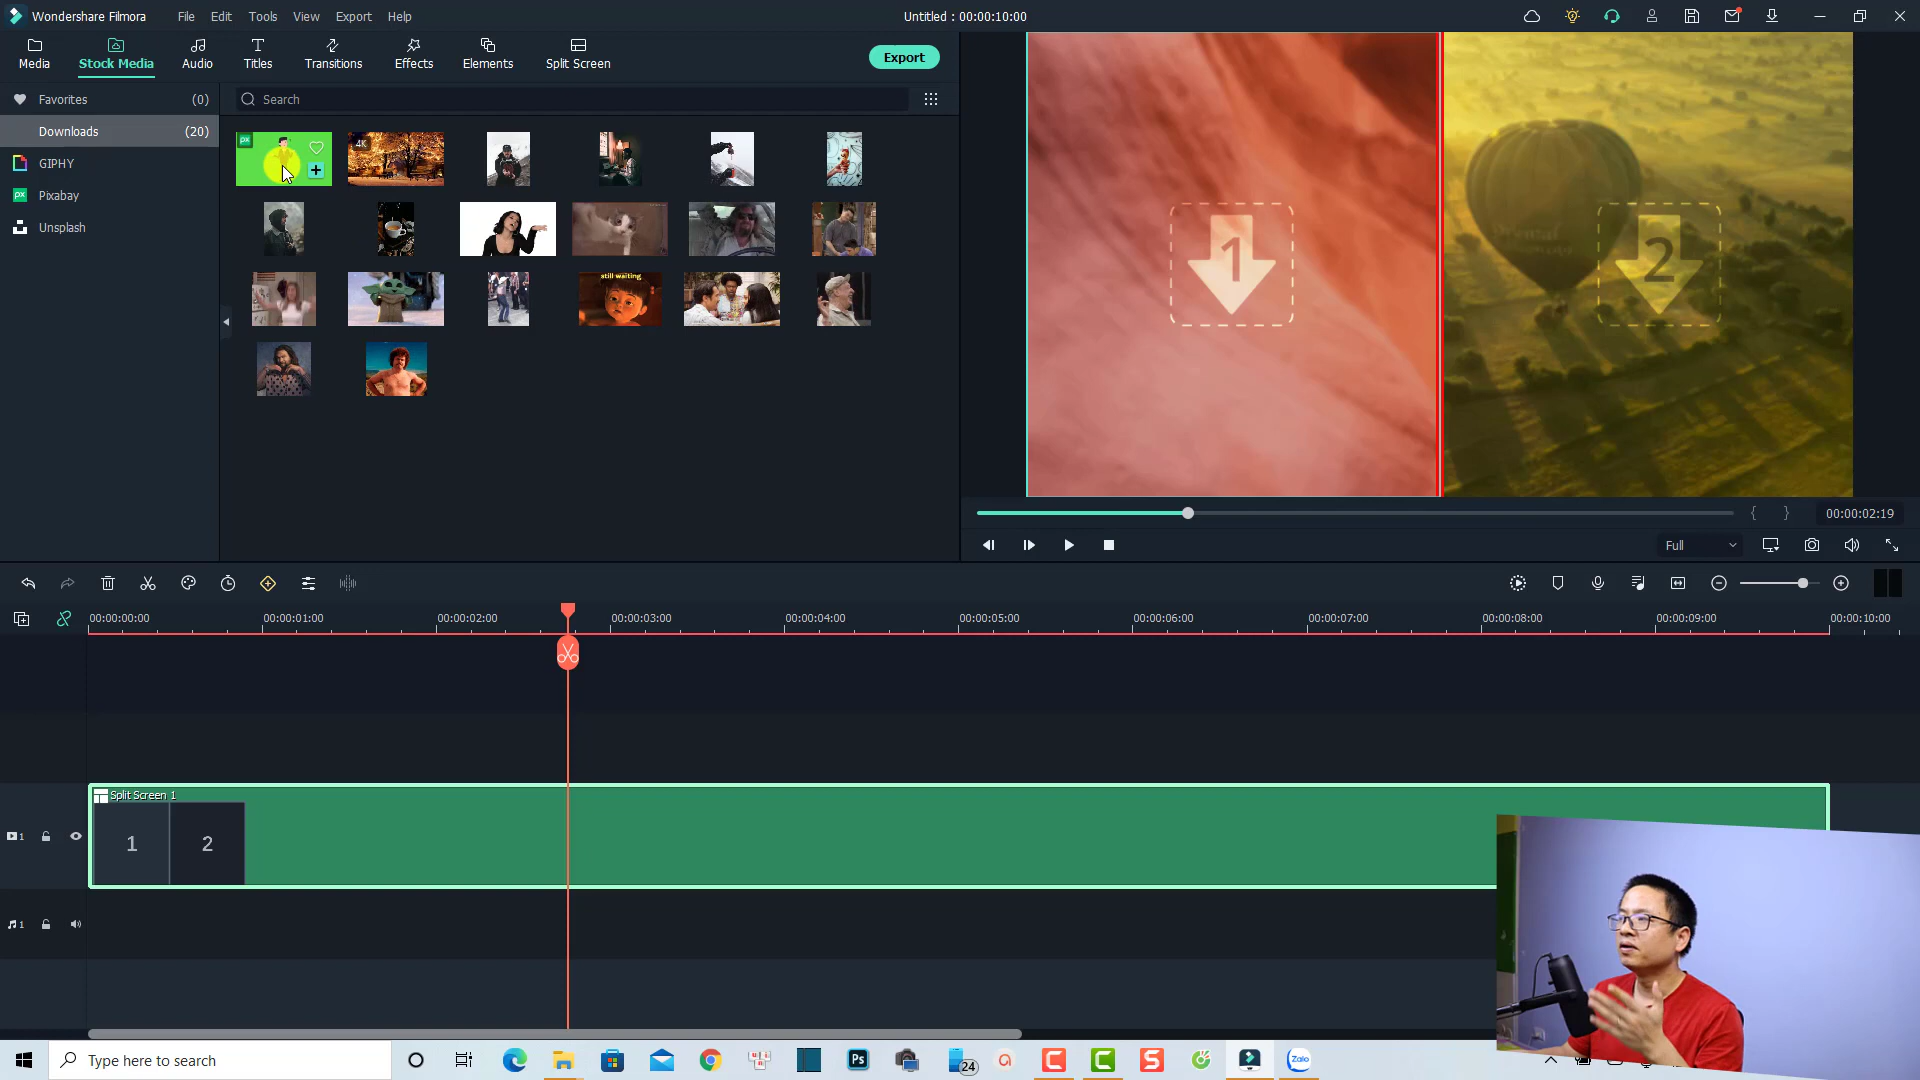 Wondershare Filmora File Edit Tools View Export Help Untitled : 00:00:10:00
Media Stock Media Audio Titles Transitions Effects Elements Split Screen Export
Favorites (0) Search
Downloads (20)
GIPHY
Pixabay
Unsplash
px
4K
still waiting
1 2
{ } 00:00:02:19
Full
00:00:00:00 00:00:01:00 00:00:02:00 00:00:03:00 00:00:04:00 00:00:05:00 00:00:06:00 00:00:07:00 00:00:08:00 00:00:09:00 00:00:10:00
Split Screen 1
1 1 2
1
Type here to search Ps 24 C C S Zalo